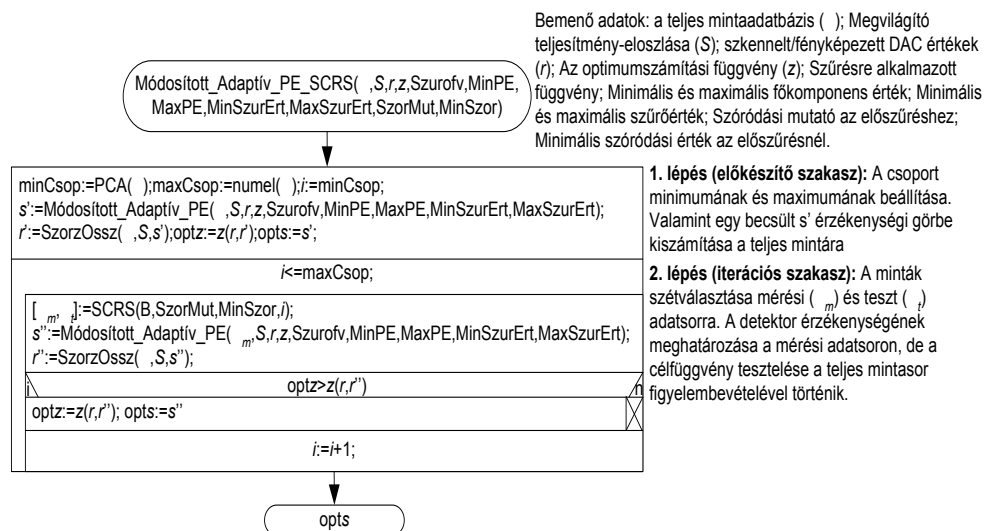 Bemenő adatok: a teljes mintaadatbázis ( ); Megvilágító
teljesítmény-eloszlása (S); szkennelt/fényképezett DAC értékek
(r); Az optimumszámítási függvény (z); Szűrésre alkalmazott
függvény; Minimális és maximális főkomponens érték; Minimális
és maximális szűrőérték; Szóródási mutató az előszűréshez;
Minimális szóródási érték az előszűrésnél.
Módosított_Adaptív_PE_SCRS( ,S,r,z,Szurofv,MinPE,
MaxPE,MinSzurErt,MaxSzurErt,SzorMut,MinSzor)
minCsop:=PCA( );maxCsop:=numel( );i:=minCsop;
s':=Módosított_Adaptív_PE( ,S,r,z,Szurofv,MinPE,MaxPE,MinSzurErt,MaxSzurErt);
r':=SzorzOssz( ,S,s');optz:=z(r,r');opts:=s';
1. lépés (előkészítő szakasz): A csoport
minimumának és maximumának beállítása.
Valamint egy becsült s' érzékenységi görbe
kiszámítása a teljes mintára
i<=maxCsop;
[ m, t]:=SCRS(B,SzorMut,MinSzor,i);
s'':=Módosított_Adaptív_PE( m,S,r,z,Szurofv,MinPE,MaxPE,MinSzurErt,MaxSzurErt);
r'':=SzorzOssz( ,S,s'');
2. lépés (iterációs szakasz): A minták
szétválasztása mérési ( m) és teszt ( t)
adatsorra. A detektor érzékenységének
meghatározása a mérési adatsoron, de a
célfüggvény tesztelése a teljes mintasor
figyelembevételével történik.
i optz>z(r,r'') n
optz:=z(r,r''); opts:=s''
i:=i+1;
opts